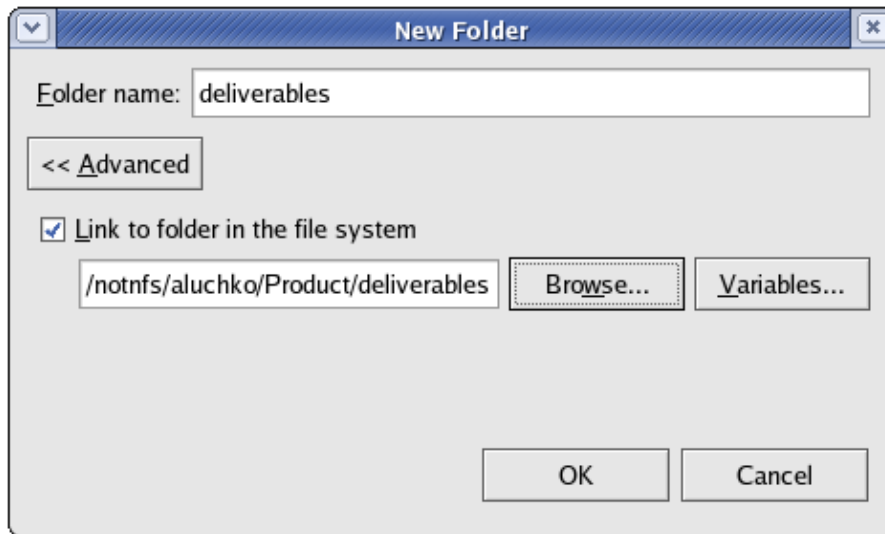 New Folder
Folder name: deliverables
<< Advanced
Link to folder in the file system
/notnfs/aluchko/Product/deliverables Browse... Variables...
OK Cancel